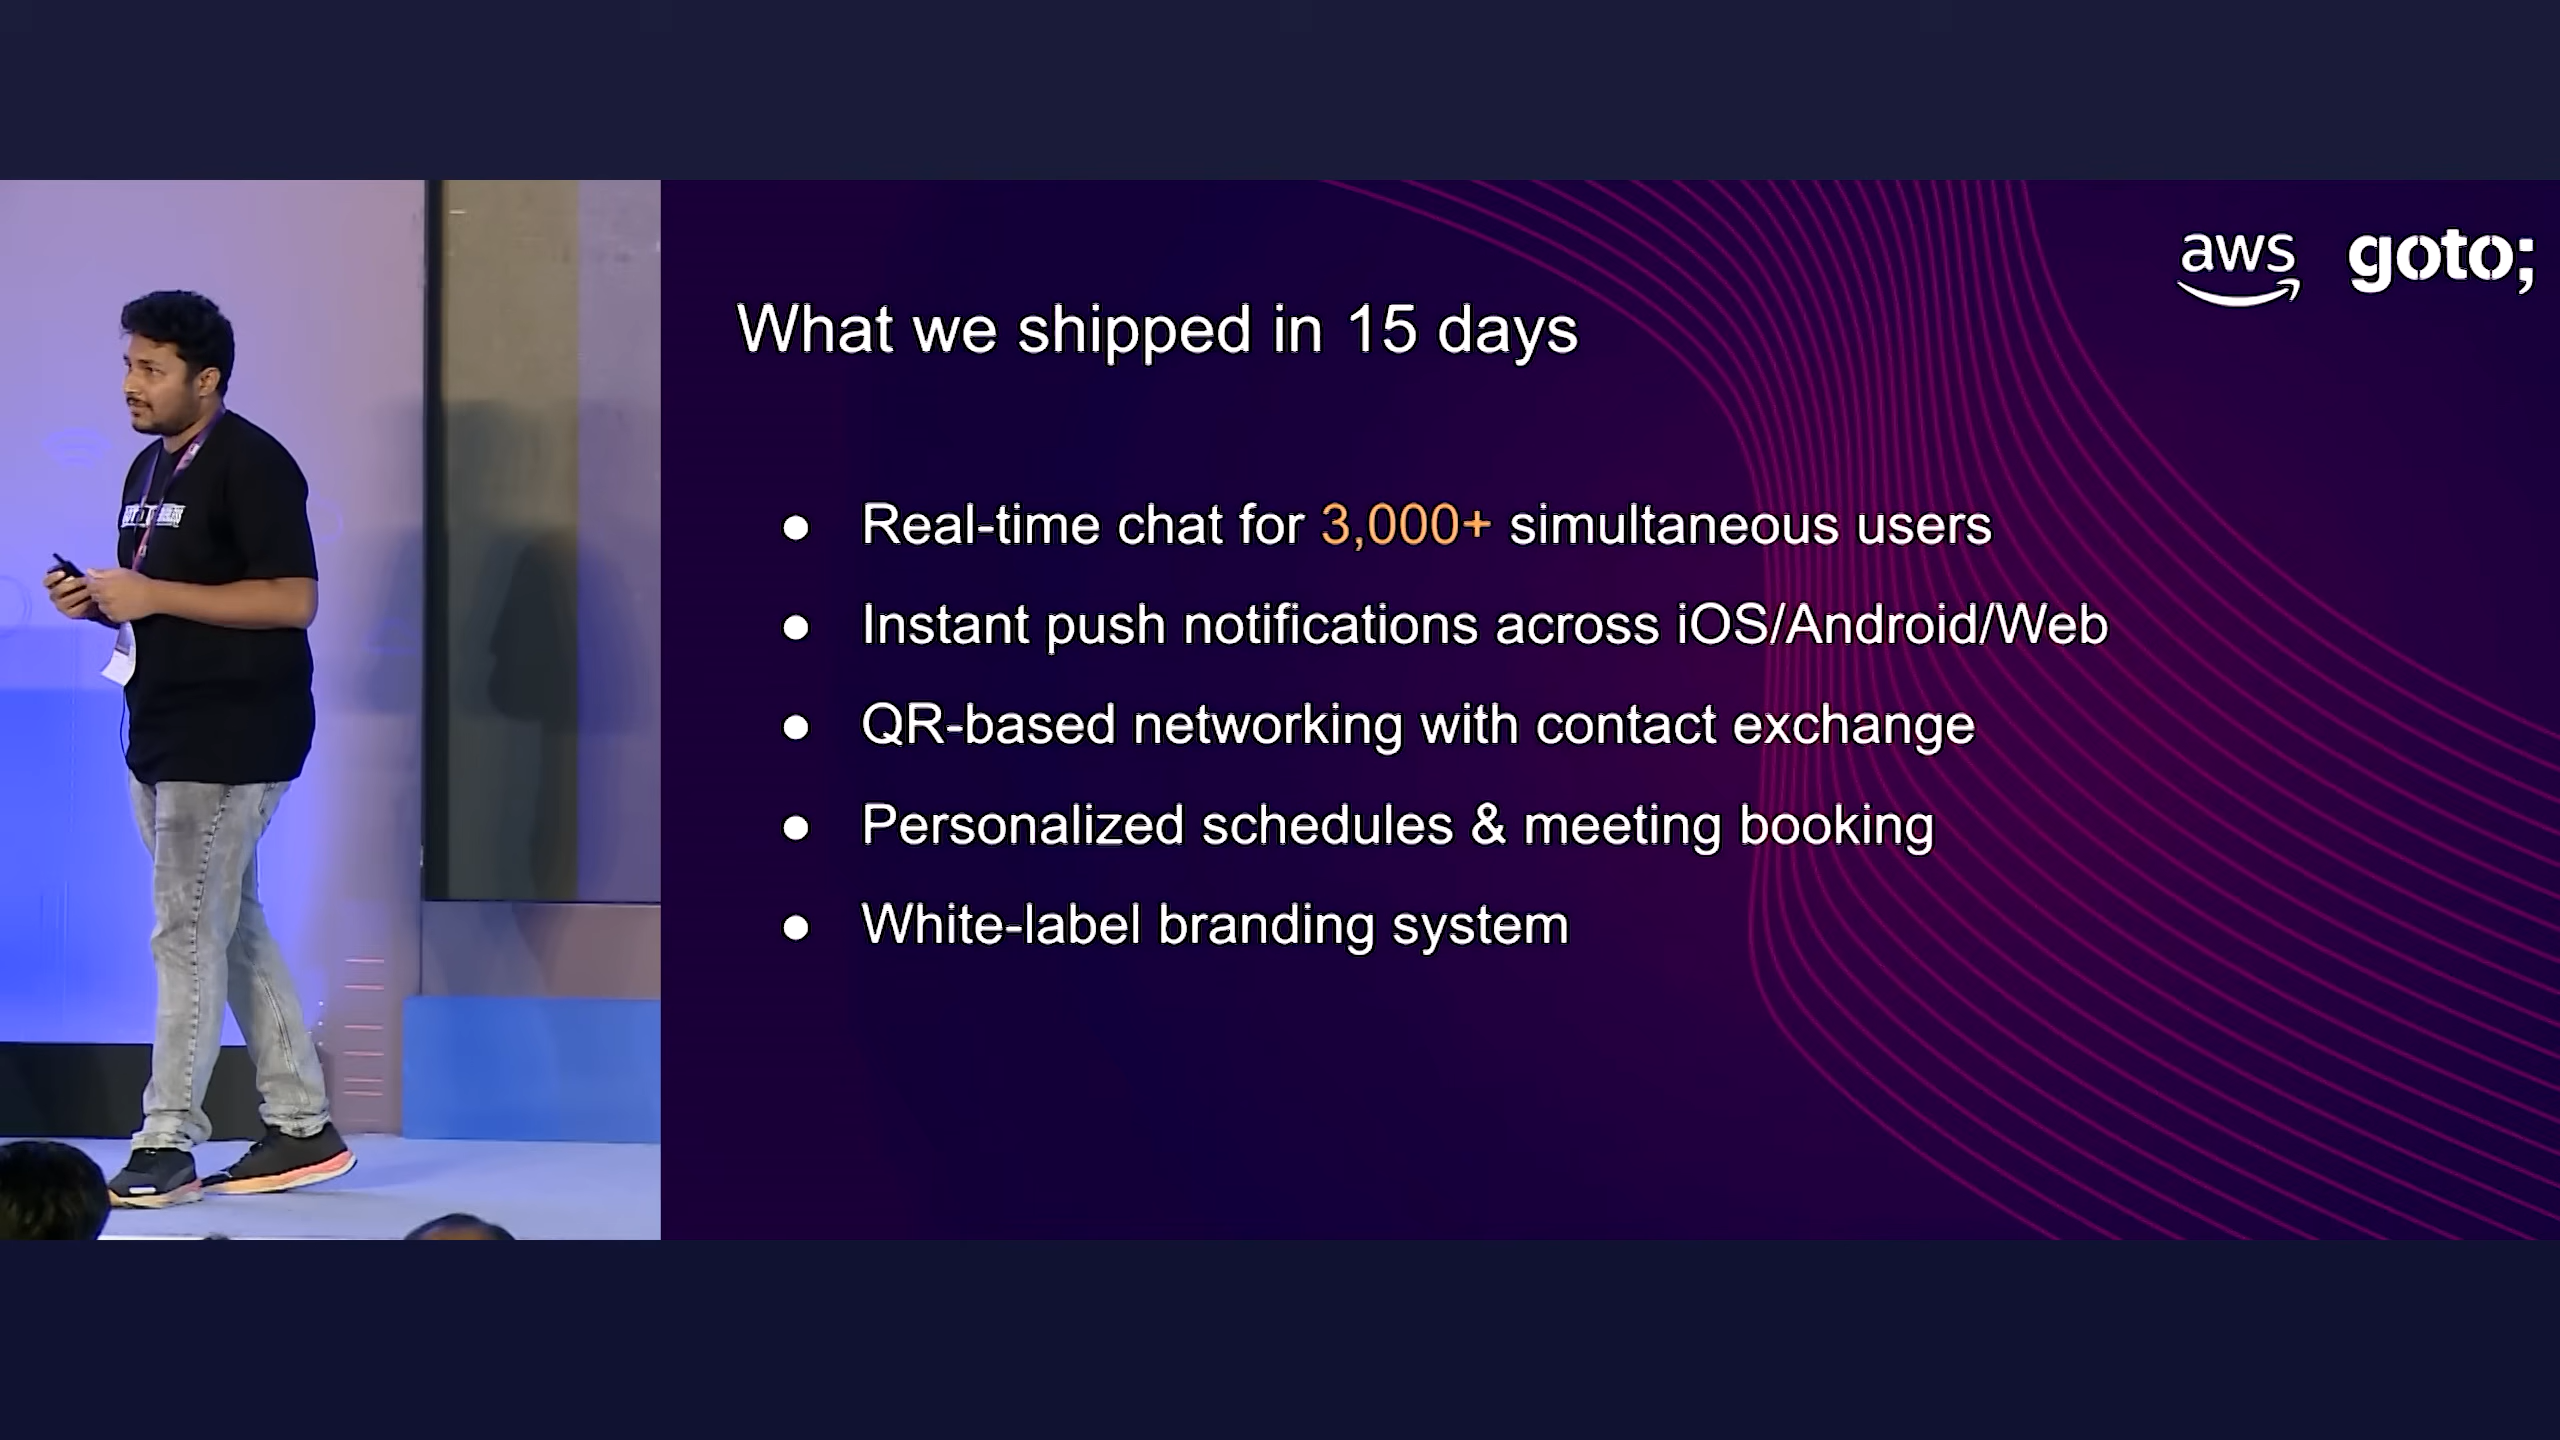 aws goto;
What we shipped in 15 days
● Real-time chat for 3,000+ simultaneous users
● Instant push notifications across iOS/Android/Web
● QR-based networking with contact exchange
● Personalized schedules & meeting booking
● White-label branding system